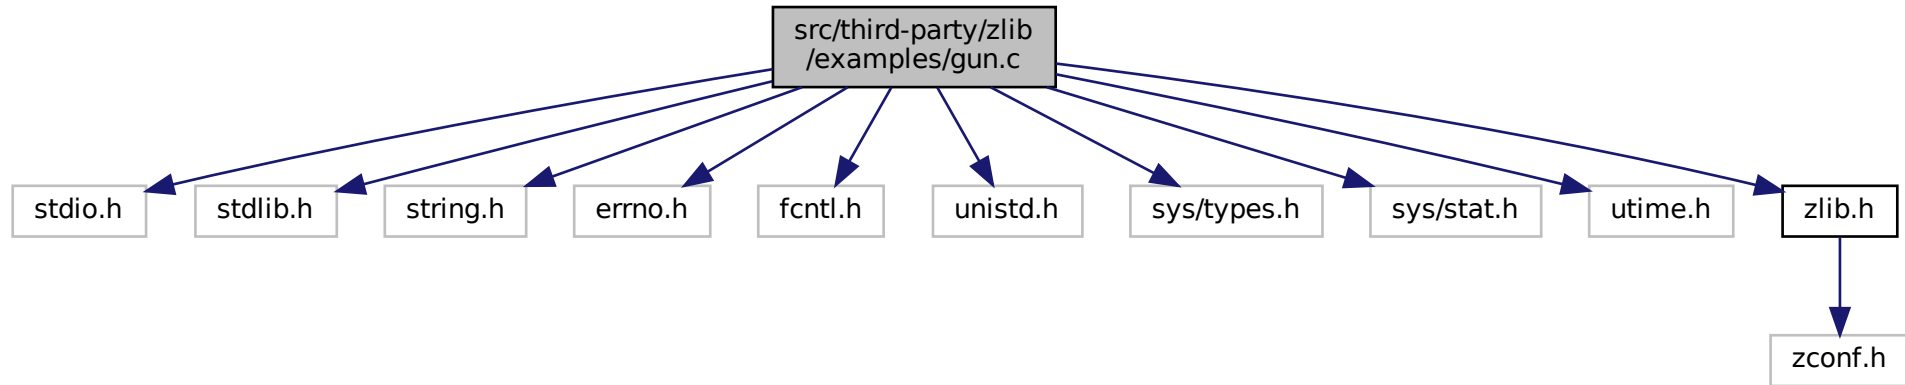 src/third-party/zlib
/examples/gun.c
stdio.h
stdlib.h
string.h
errno.h
fcntl.h
unistd.h
sys/types.h
sys/stat.h
utime.h
zlib.h
zconf.h